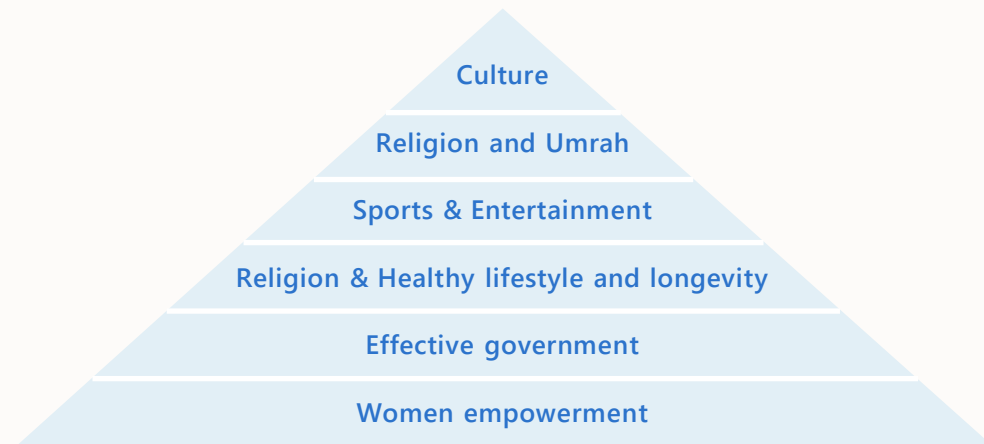 Culture
Religion and Umrah
Sports & Entertainment
Religion & Healthy lifestyle and longevity
Effective government
Women empowerment